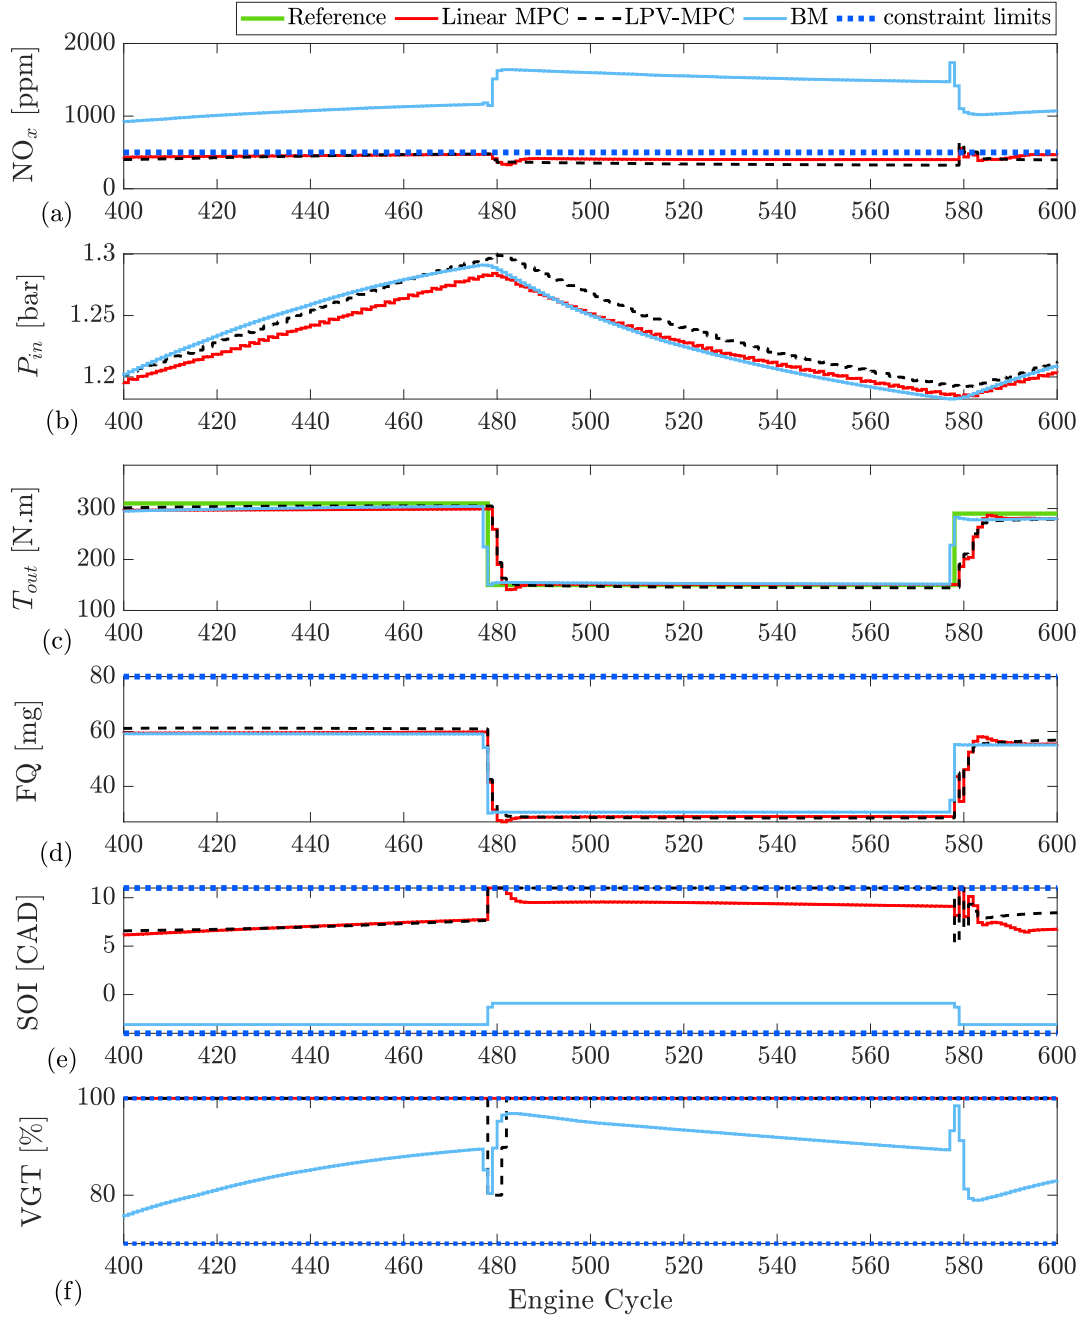 Reference Linear MPC LPV-MPC BM constraint limits
2000
1000
0
NOx [ppm]
400 420 440 460 480 500 520 540 560 580 600
(a)
1.3
1.25
1.2
Pin [bar]
400 420 440 460 480 500 520 540 560 580 600
(b)
300
200
100
Tout [N.m]
400 420 440 460 480 500 520 540 560 580 600
(c)
80
60
40
FQ [mg]
400 420 440 460 480 500 520 540 560 580 600
(d)
10
5
0
SOI [CAD]
400 420 440 460 480 500 520 540 560 580 600
(e)
100
80
VGT [%]
400 420 440 460 480 500 520 540 560 580 600
(f)
Engine Cycle